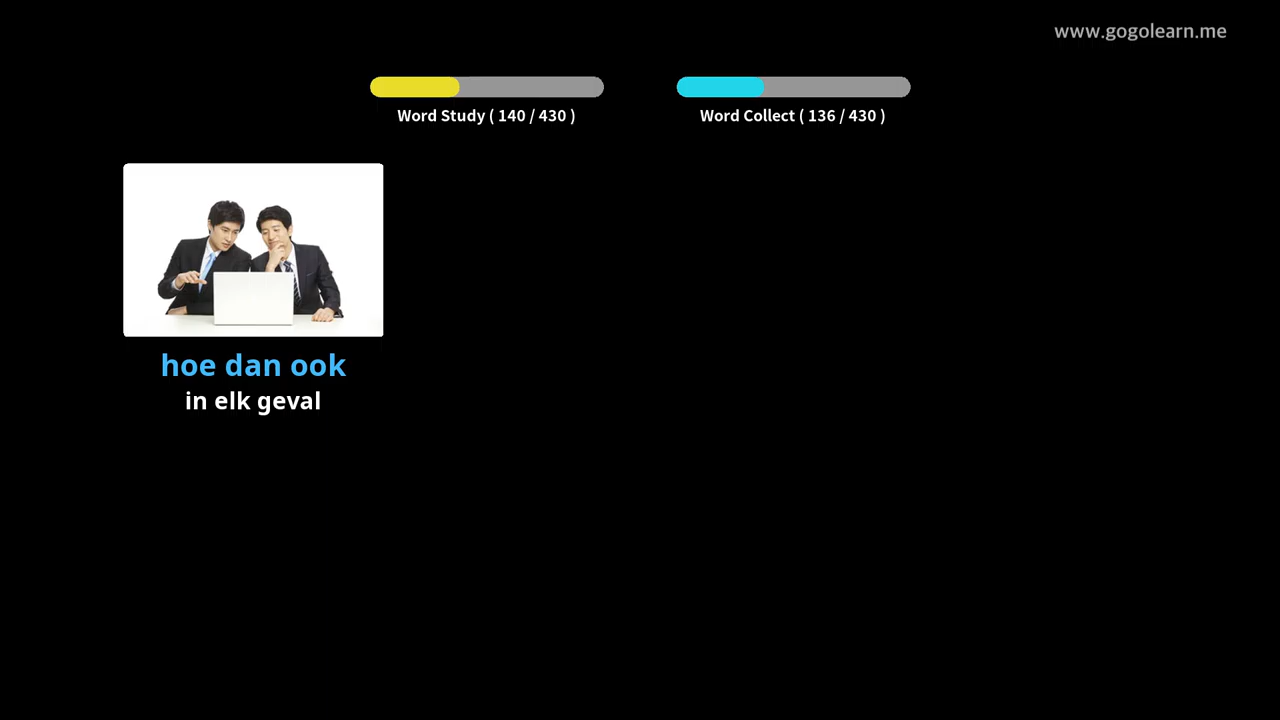 www.gogolearn.me
Word Study ( 140 / 430 )
Word Collect ( 136 / 430 )
hoe dan ook
in elk geval